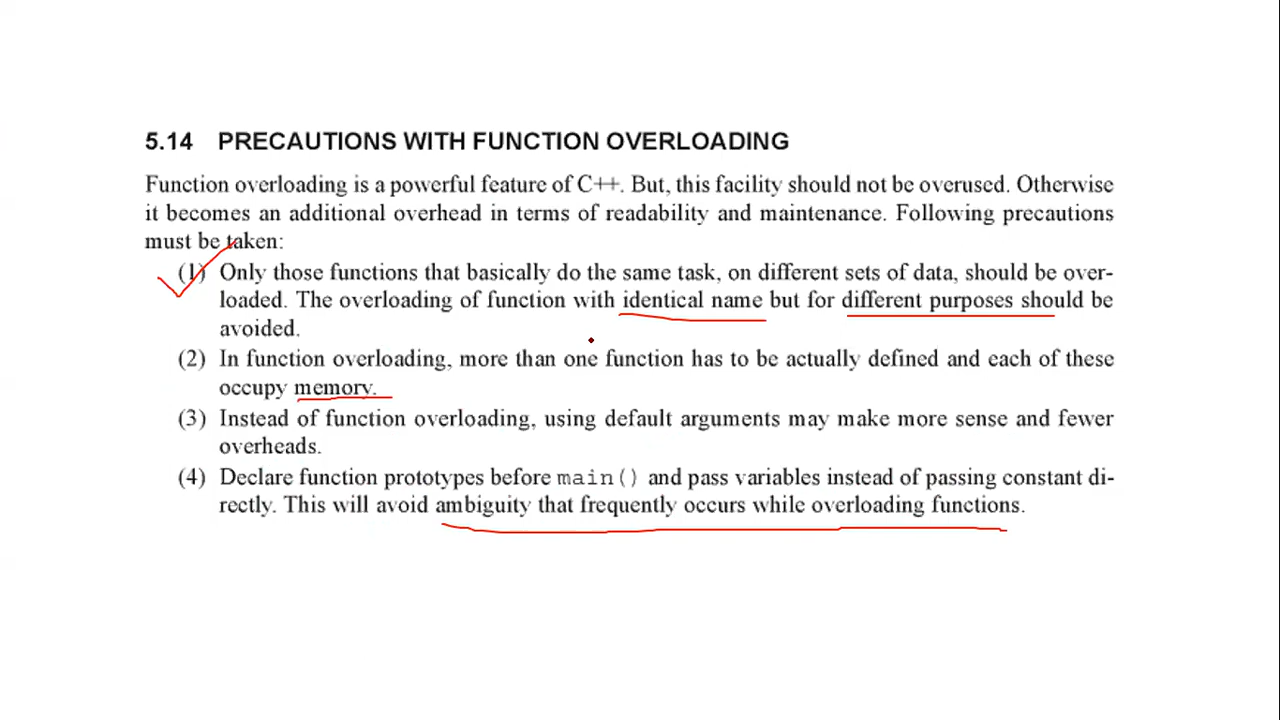 5.14 PRECAUTIONS WITH FUNCTION OVERLOADING
Function overloading is a powerful feature of C++. But, this facility should not be overused. Otherwise
it becomes an additional overhead in terms of readability and maintenance. Following precautions
must be taken:
(1) Only those functions that basically do the same task, on different sets of data, should be over-
loaded. The overloading of function with identical name but for different purposes should be
avoided.
(2) In function overloading, more than one function has to be actually defined and each of these
occupy memory.
(3) Instead of function overloading, using default arguments may make more sense and fewer
overheads.
(4) Declare function prototypes before main() and pass variables instead of passing constant di-
rectly. This will avoid ambiguity that frequently occurs while overloading functions.